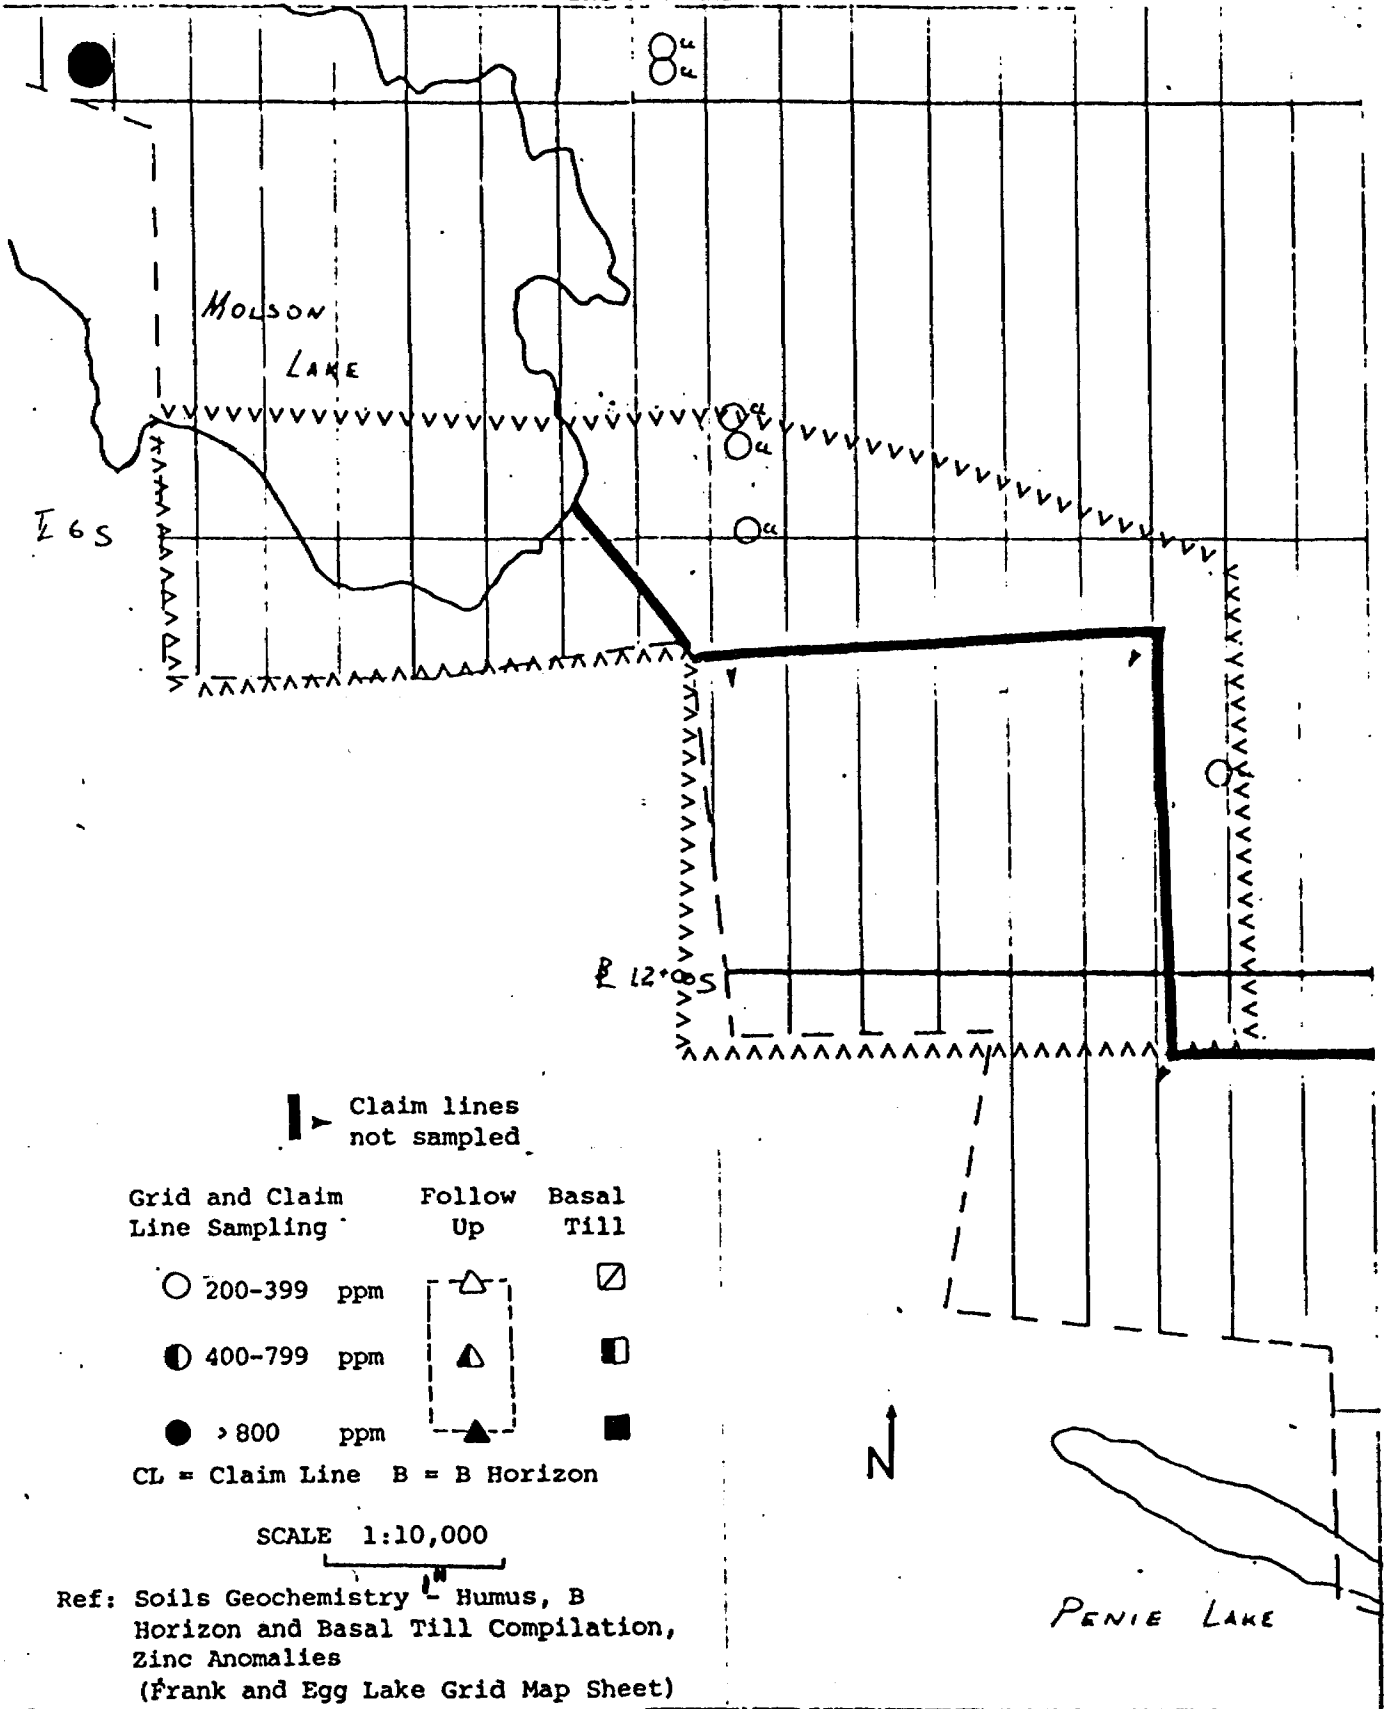 MOLSON
LAKE
6 S
12+00S
Claim lines
not sampled
Grid and Claim Follow Basal
Line Sampling Up Till
200-399 ppm
400-799 ppm
>800 ppm
CL = Claim Line B = B Horizon
N
SCALE 1:10,000
1"
Ref: Soils Geochemistry - Humus, B
Horizon and Basal Till Compilation,
Zinc Anomalies
(Frank and Egg Lake Grid Map Sheet)
PENIE LAKE